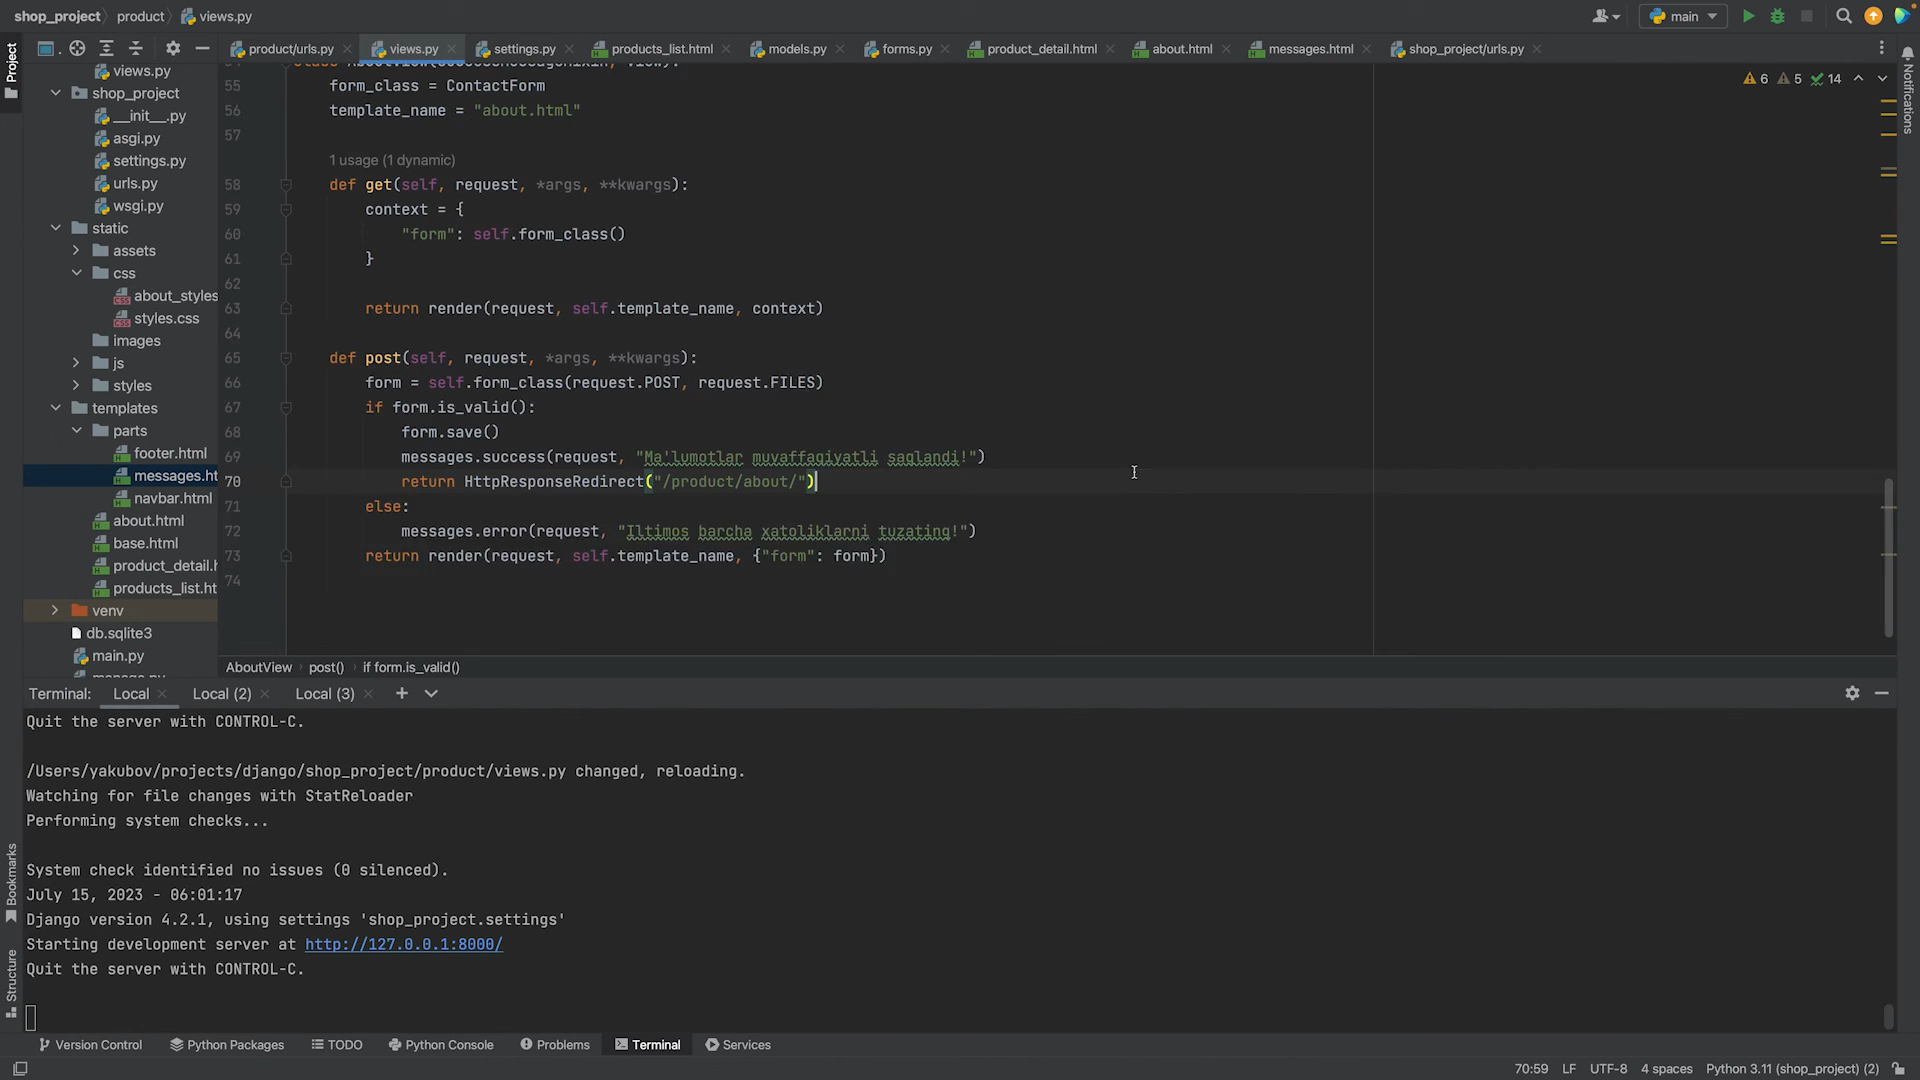 shop_project
product
views.py
main
Project
product/urls.py
views.py
settings.py
products_list.html
models.py
forms.py
product_detail.html
about.html
messages.html
shop_project/urls.py
Notifications
views.py
shop_project
__init__.py
asgi.py
settings.py
urls.py
wsgi.py
static
assets
css
about_styles
styles.css
images
js
styles
templates
parts
footer.html
messages.ht
navbar.html
about.html
base.html
product_detail.h
products_list.ht
venv
db.sqlite3
main.py
6 5 14
55 form_class = ContactForm
56 template_name = "about.html"
57
1 usage (1 dynamic)
58 def get(self, request, *args, **kwargs):
59 context = {
60 "form": self.form_class()
61 }
62
63 return render(request, self.template_name, context)
64
65 def post(self, request, *args, **kwargs):
66 form = self.form_class(request.POST, request.FILES)
67 if form.is_valid():
68 form.save()
69 messages.success(request, "Ma'lumotlar muvaffaqiyatli saqlandi!")
70 return HttpResponseRedirect("/product/about/")
71 else:
72 messages.error(request, "Iltimos barcha xatoliklarni tuzating!")
73 return render(request, self.template_name, {"form": form})
74
AboutView post() if form.is_valid()
Terminal: Local Local (2) Local (3)
Quit the server with CONTROL-C.
/Users/yakubov/projects/django/shop_project/product/views.py changed, reloading.
Watching for file changes with StatReloader
Performing system checks...
System check identified no issues (0 silenced).
July 15, 2023 - 06:01:17
Django version 4.2.1, using settings 'shop_project.settings'
Starting development server at http://127.0.0.1:8000/
Quit the server with CONTROL-C.
Bookmarks
Structure
Version Control Python Packages TODO Python Console Problems Terminal Services
70:59 LF UTF-8 4 spaces Python 3.11 (shop_project) (2)